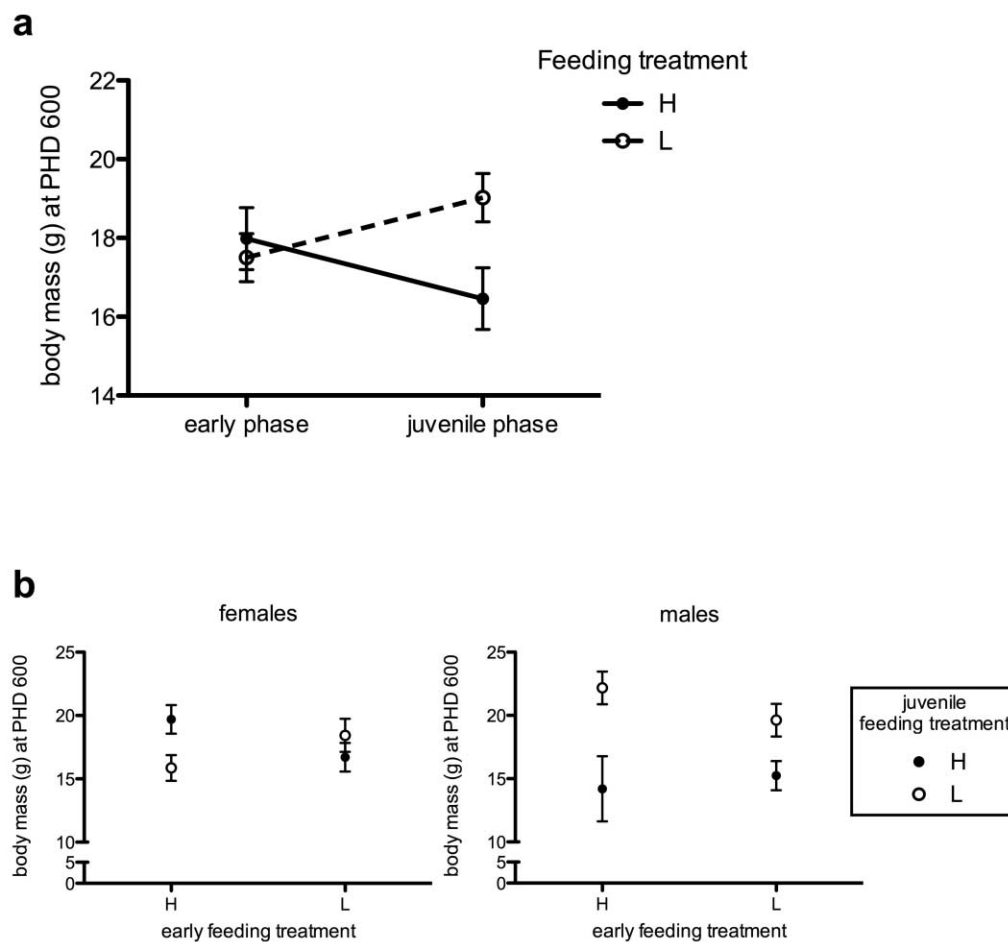 a
Feeding treatment
H
L
body mass (g) at PHD 600
22
20
18
16
14
early phase
juvenile phase
b
females
body mass (g) at PHD 600
25
20
15
10
5
0
H
L
early feeding treatment
males
body mass (g) at PHD 600
25
20
15
10
5
0
H
L
early feeding treatment
juvenile
feeding treatment
H
L